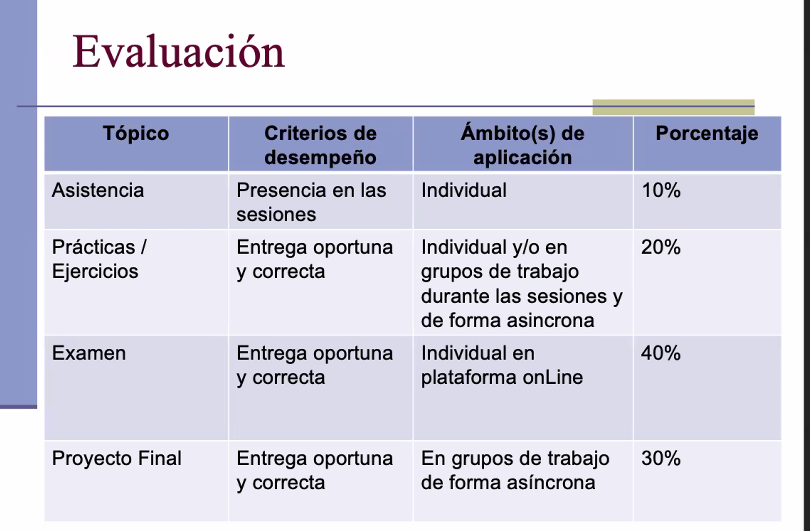 Evaluación
Tópico
Criterios de
desempeño
Ámbito(s) de
aplicación
Porcentaje
Asistencia
Presencia en las
sesiones
Individual
10%
Prácticas /
Ejercicios
Entrega oportuna
y correcta
Individual y/o en
grupos de trabajo
durante las sesiones y
de forma asincrona
20%
Examen
Entrega oportuna
y correcta
Individual en
plataforma onLine
40%
Proyecto Final
Entrega oportuna
y correcta
En grupos de trabajo
de forma asíncrona
30%